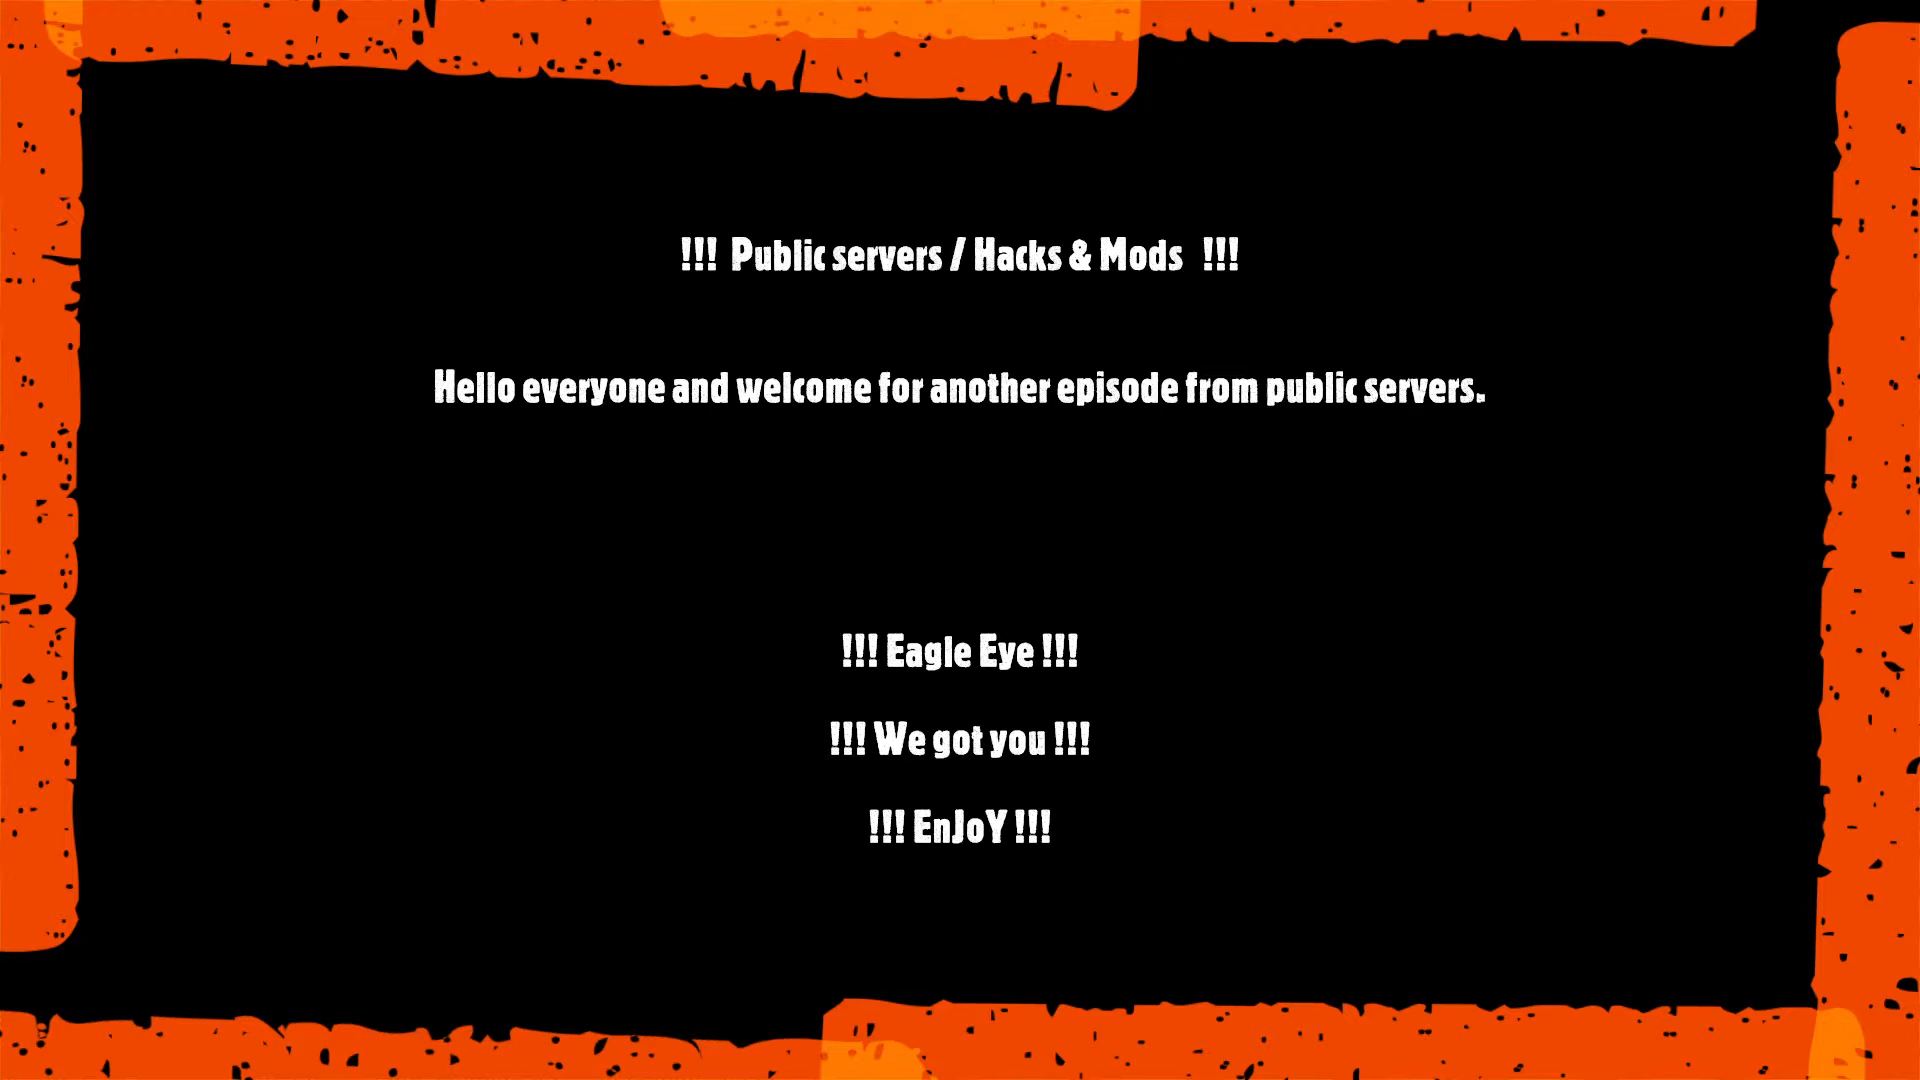 !!! Public servers / Hacks & Mods !!!
Hello everyone and welcome for another episode from public servers.
!!! Eagle Eye !!!
!!! We got you !!!
!!! EnJoY !!!